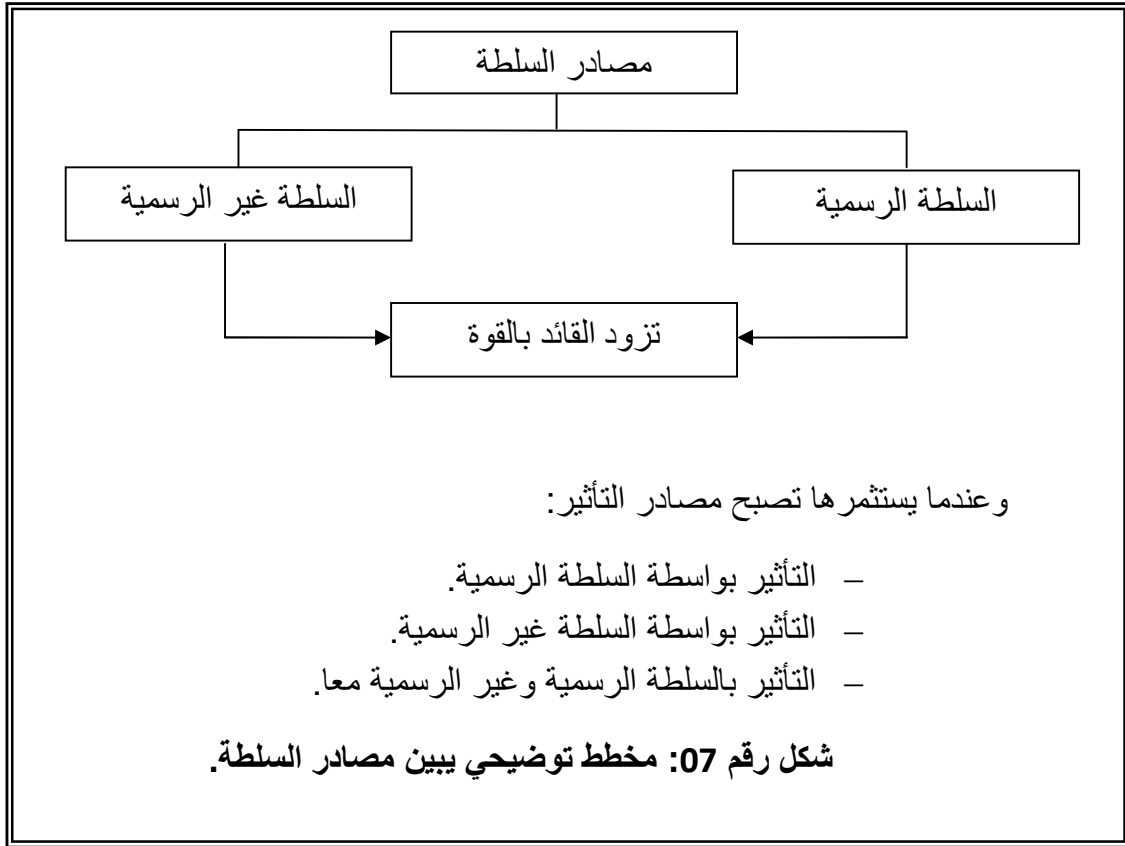 مصادر السلطة
السلطة الرسمية
السلطة غير الرسمية
تزود القائد بالقوة
وعندما يستثمرها تصبح مصادر التأثير:
– التأثير بواسطة السلطة الرسمية.
– التأثير بواسطة السلطة غير الرسمية.
– التأثير بالسلطة الرسمية وغير الرسمية معا.
شكل رقم 07: مخطط توضيحي يبين مصادر السلطة.